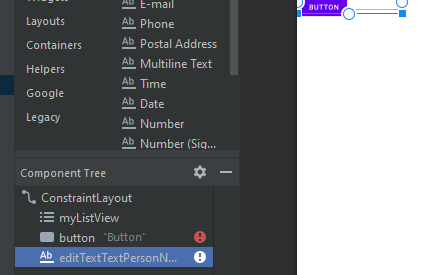 Widgets
E-mail
Layouts
Phone
Containers
Postal Address
Helpers
Multiline Text
Google
Time
Legacy
Date
Number
Number (Sig...
Component Tree
ConstraintLayout
myListView
button "Button"
Ab editTextTextPersonN...
BUTTON